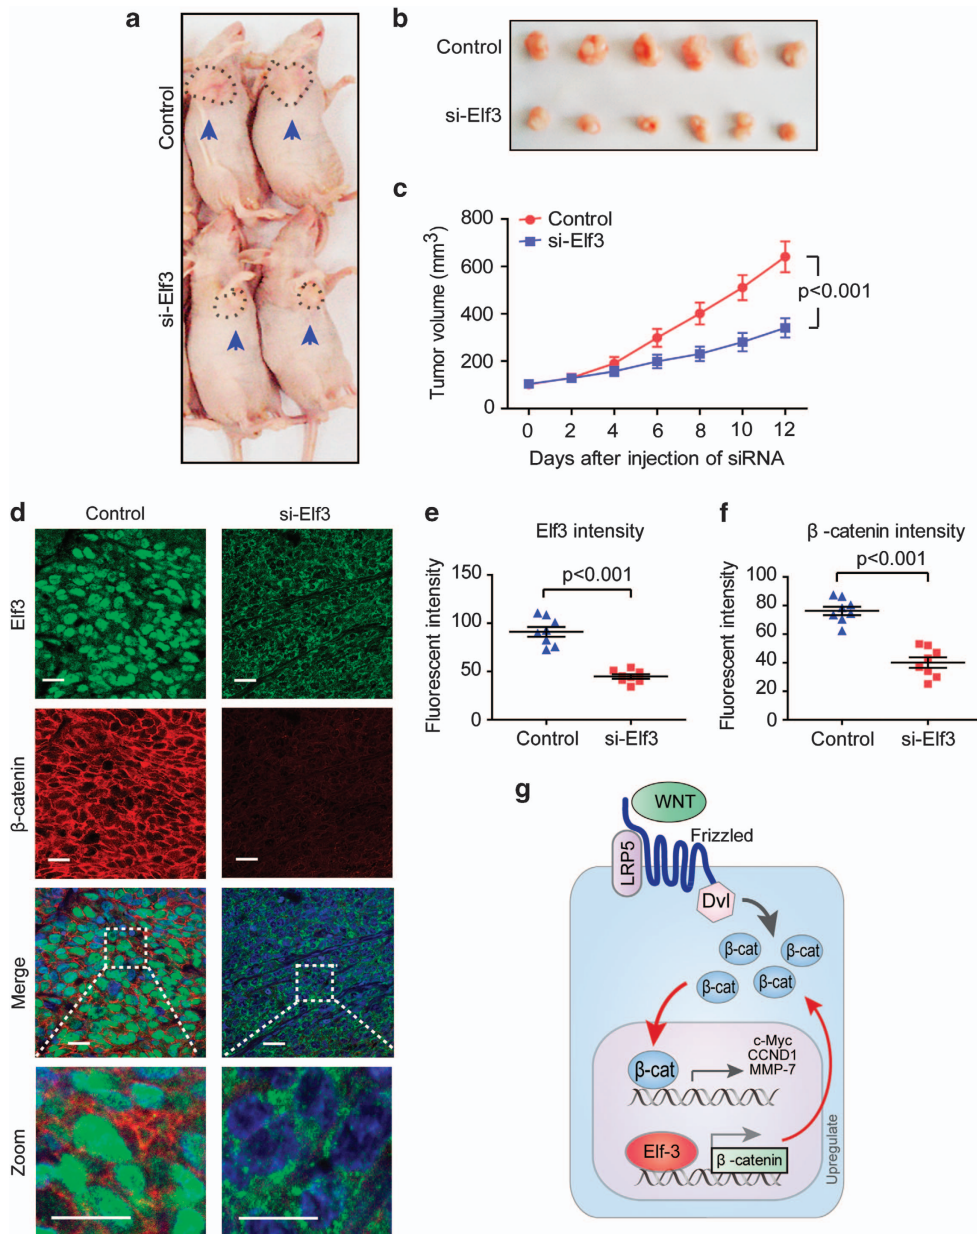 a
Control
si-Elf3
b
Control
si-Elf3
c
Control
si-Elf3
Tumor volume (mm3)
800
600
400
200
0
p<0.001
0 2 4 6 8 10 12
Days after injection of siRNA
d
Control si-Elf3
Elf3
β-catenin
Merge
Zoom
e
Elf3 intensity
p<0.001
Fluorescent intensity
150
100
50
0
Control si-Elf3
f
β -catenin intensity
p<0.001
Fluorescent intensity
100
80
60
40
20
0
Control si-Elf3
g
WNT
Frizzled
LRP5
Dvl
β-cat
β-cat
β-cat
β-cat
β-cat
c-Myc
CCND1
MMP-7
Elf-3
β -catenin
Upregulate